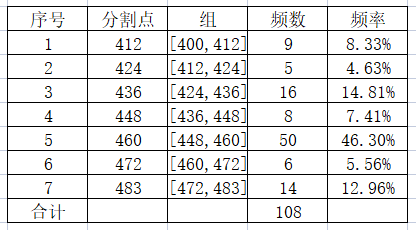 序号 分割点 组 频数 频率
1 412 [400,412] 9 8.33%
2 424 [412,424] 5 4.63%
3 436 [424,436] 16 14.81%
4 448 [436,448] 8 7.41%
5 460 [448,460] 50 46.30%
6 472 [460,472] 6 5.56%
7 483 [472,483] 14 12.96%
合计 108